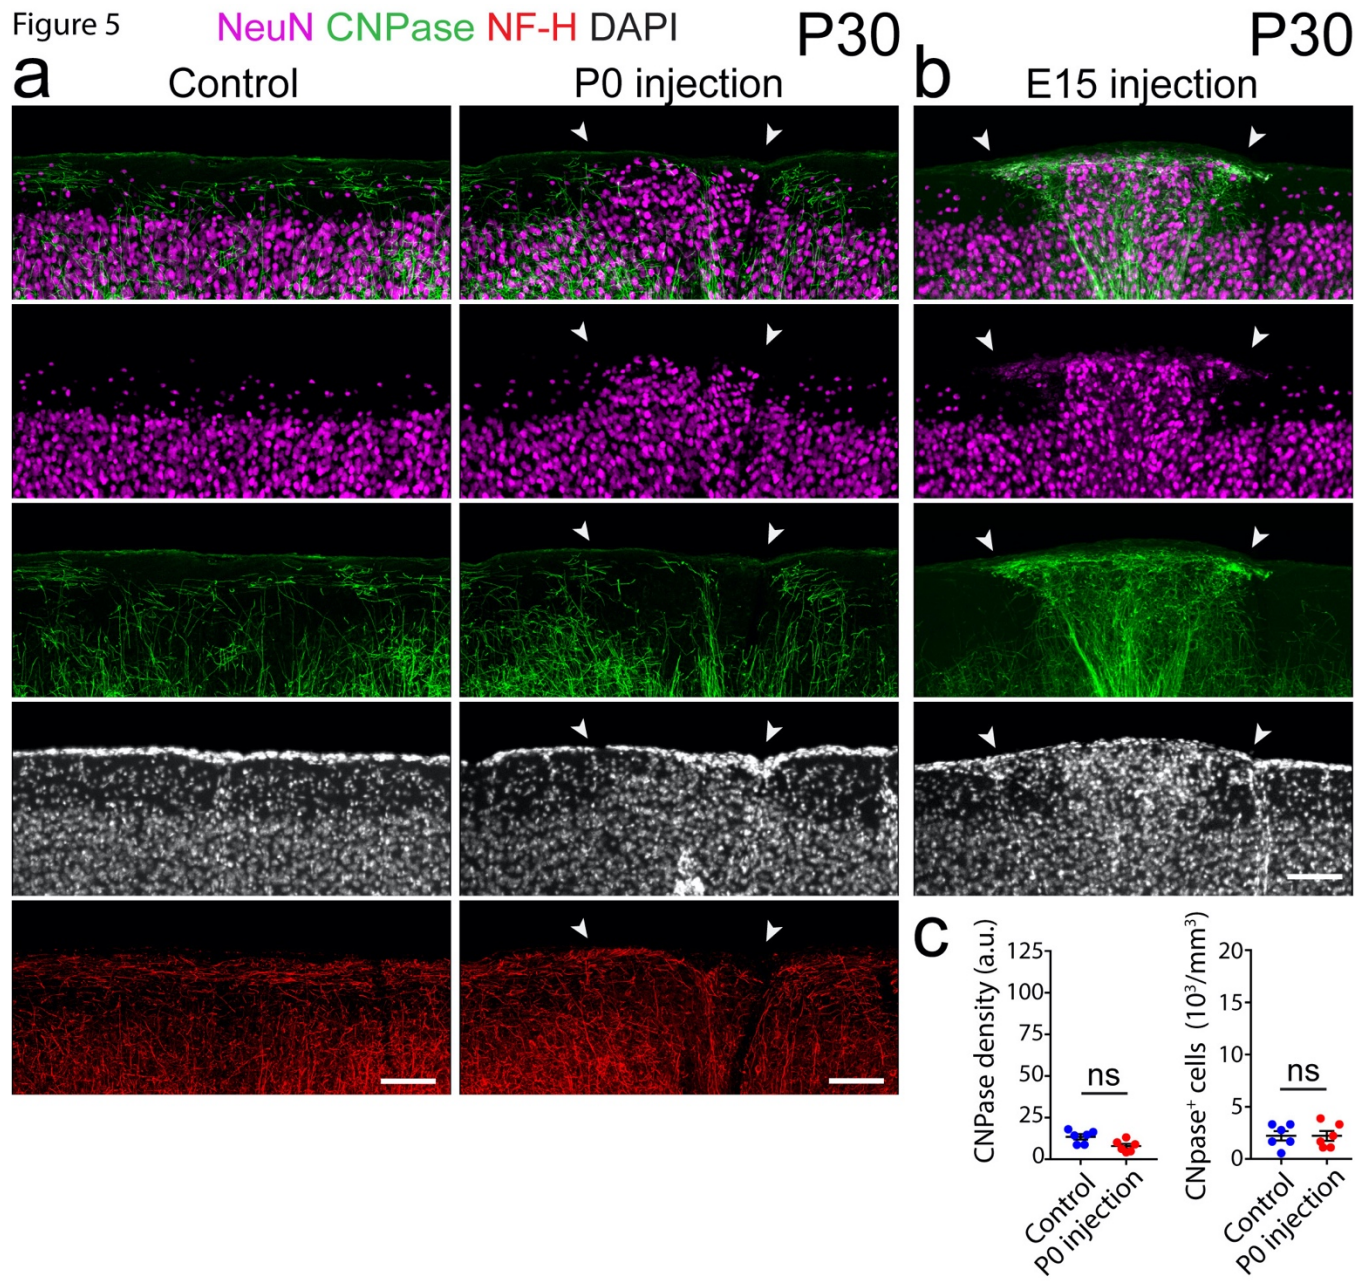 Figure 5
NeuN CNPase NF-H DAPI
P30
P30
a
Control
P0 injection
b
E15 injection
c
CNPase density (a.u.)
125
100
75
50
25
0
ns
Control
P0 injection
CNpase⁺ cells (10³/mm³)
20
15
10
5
0
ns
Control
P0 injection